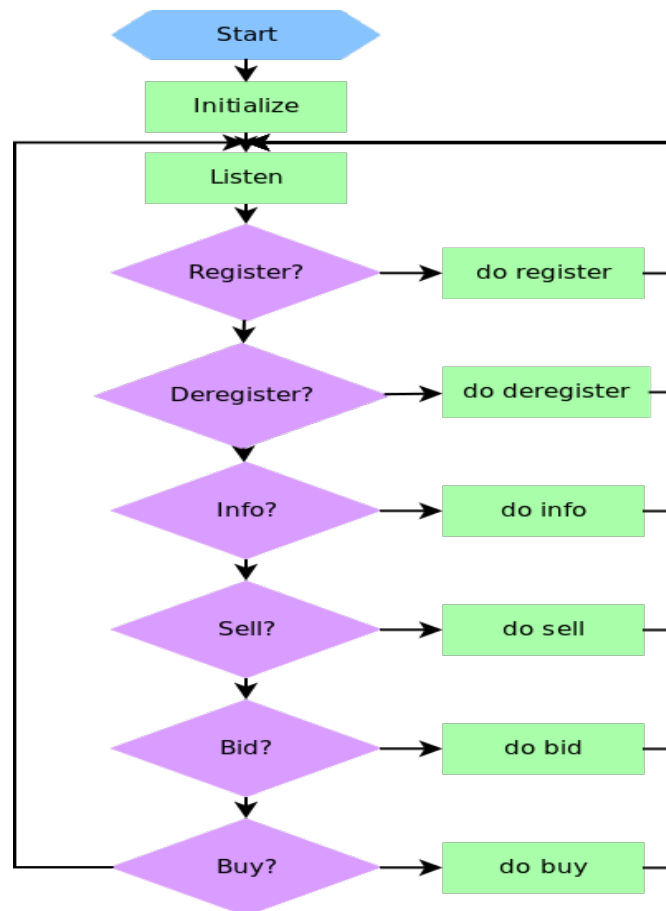 Start
Initialize
Listen
Register?
do register
Deregister?
do deregister
Info?
do info
Sell?
do sell
Bid?
do bid
Buy?
do buy